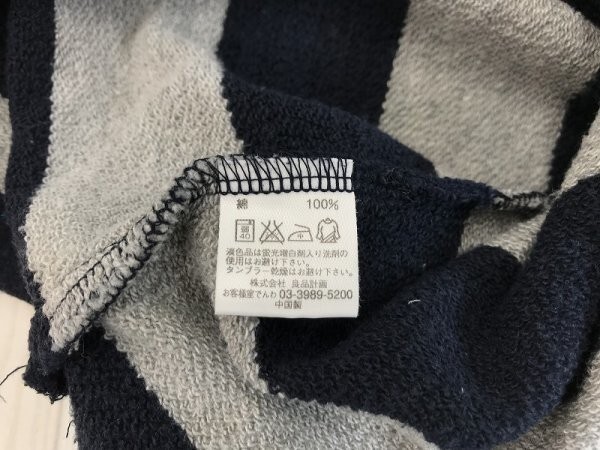 綿 100%
弱
40
淡色品は蛍光増白剤入り洗剤の
使用はお避け下さい。
タンブラー乾燥はお避け下さい。
株式会社 良品計画
お客様室でんわ 03-3989-5200
中国製